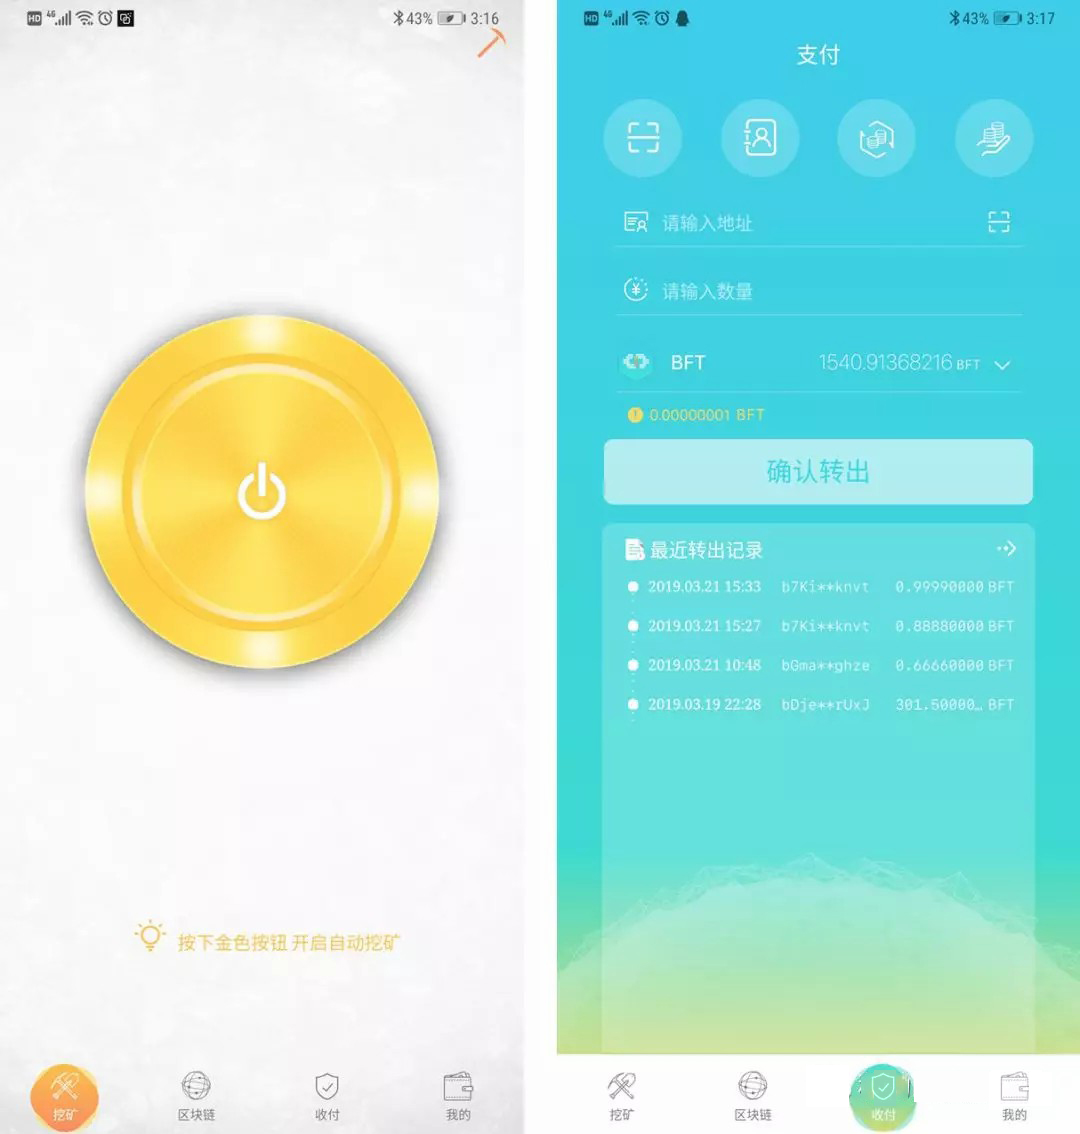 HD 4G 43% 3:16
按下金色按钮 开启自动挖矿
挖矿 区块链 收付 我的
HD 4G 43% 3:17
支付
请输入地址
请输入数量
BFT 1540.91368216 BFT
0.00000001 BFT
确认转出
最近转出记录
2019.03.21 15:33 b7Ki**knvt 0.99990000 BFT
2019.03.21 15:27 b7Ki**knvt 0.88880000 BFT
2019.03.21 10:48 bGma**ghze 0.66660000 BFT
2019.03.19 22:28 bDje**rUxJ 301.50000… BFT
挖矿 区块链 收付 我的